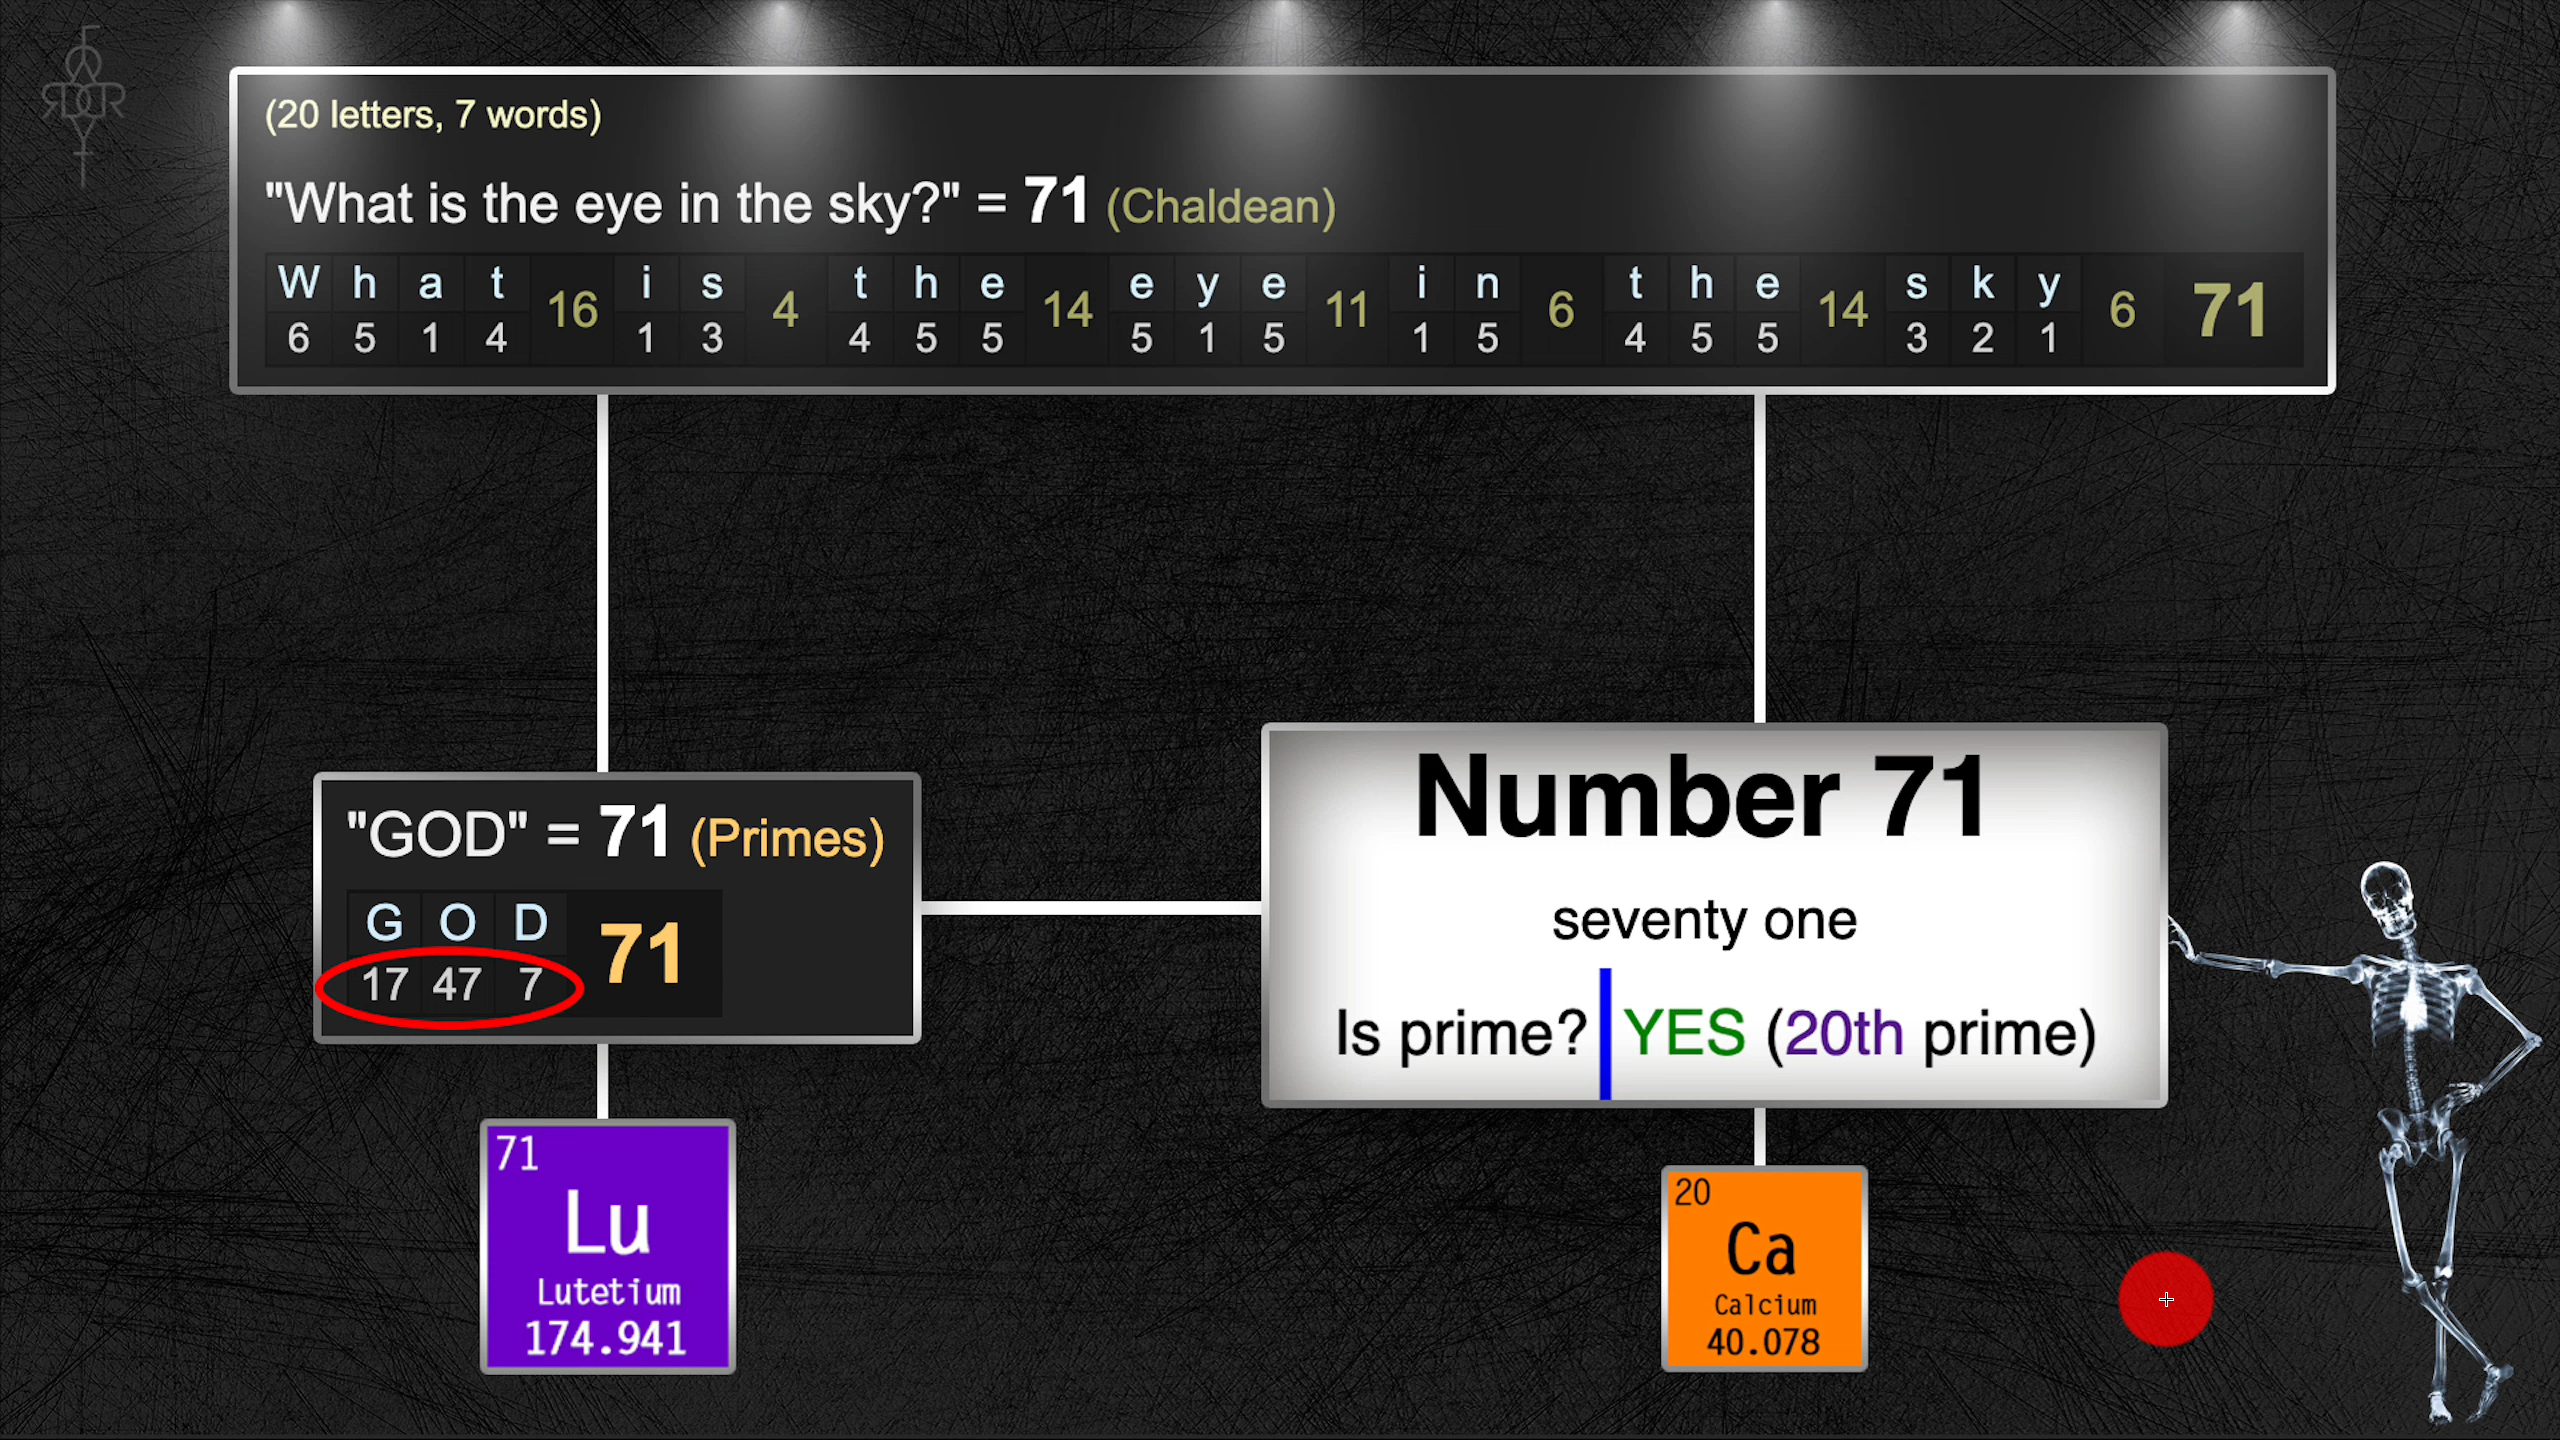 (20 letters, 7 words)
"What is the eye in the sky?" = 71 (Chaldean)
W h a t 16 i s 4 t h e 14 e y e 11 i n 6 t h e 14 s k y 6 71
6 5 1 4 1 3 4 5 5 5 1 5 1 5 4 5 5 3 2 1
"GOD" = 71 (Primes)
G O D 71
17 47 7
Number 71
seventy one
Is prime? YES (20th prime)
71
Lu
Lutetium
174.941
20
Ca
Calcium
40.078